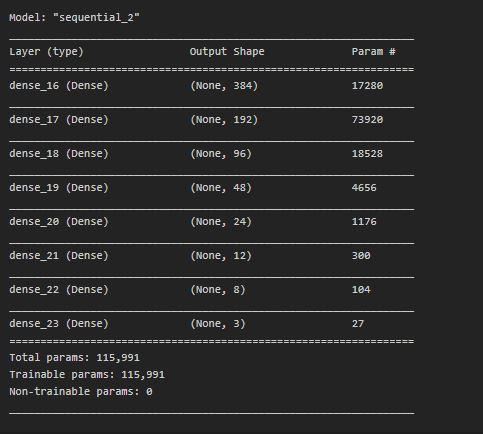 Model: "sequential_2"
_________________________________________________________________
Layer (type)                 Output Shape              Param #
=================================================================
dense_16 (Dense)             (None, 384)               17280
_________________________________________________________________
dense_17 (Dense)             (None, 192)               73920
_________________________________________________________________
dense_18 (Dense)             (None, 96)                18528
_________________________________________________________________
dense_19 (Dense)             (None, 48)                4656
_________________________________________________________________
dense_20 (Dense)             (None, 24)                1176
_________________________________________________________________
dense_21 (Dense)             (None, 12)                300
_________________________________________________________________
dense_22 (Dense)             (None, 8)                 104
_________________________________________________________________
dense_23 (Dense)             (None, 3)                 27
=================================================================
Total params: 115,991
Trainable params: 115,991
Non-trainable params: 0
_________________________________________________________________